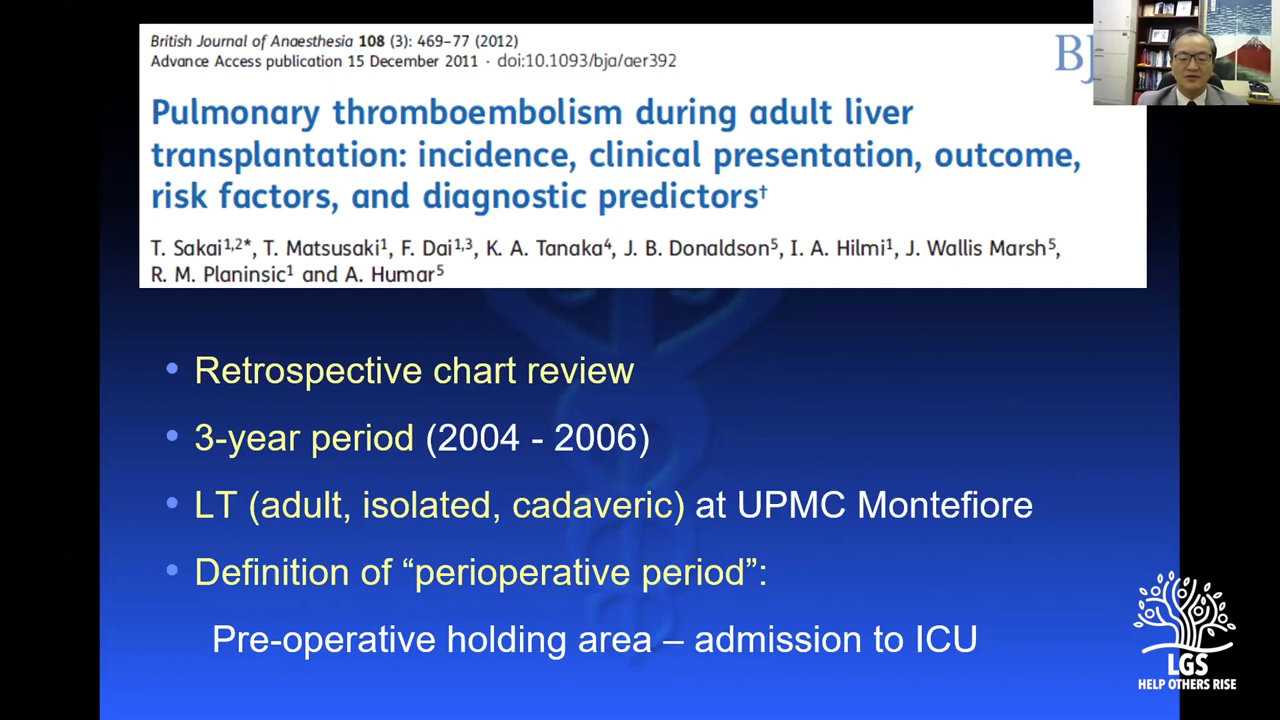 British Journal of Anaesthesia 108 (3): 469–77 (2012)
Advance Access publication 15 December 2011 · doi:10.1093/bja/aer392
BJ
Pulmonary thromboembolism during adult liver
transplantation: incidence, clinical presentation, outcome,
risk factors, and diagnostic predictors†
T. Sakai1,2*, T. Matsusaki1, F. Dai1,3, K. A. Tanaka4, J. B. Donaldson5, I. A. Hilmi1, J. Wallis Marsh5,
R. M. Planinsic1 and A. Humar5
• Retrospective chart review
• 3-year period (2004 - 2006)
• LT (adult, isolated, cadaveric) at UPMC Montefiore
• Definition of “perioperative period”:
Pre-operative holding area – admission to ICU
LGS
HELP OTHERS RISE